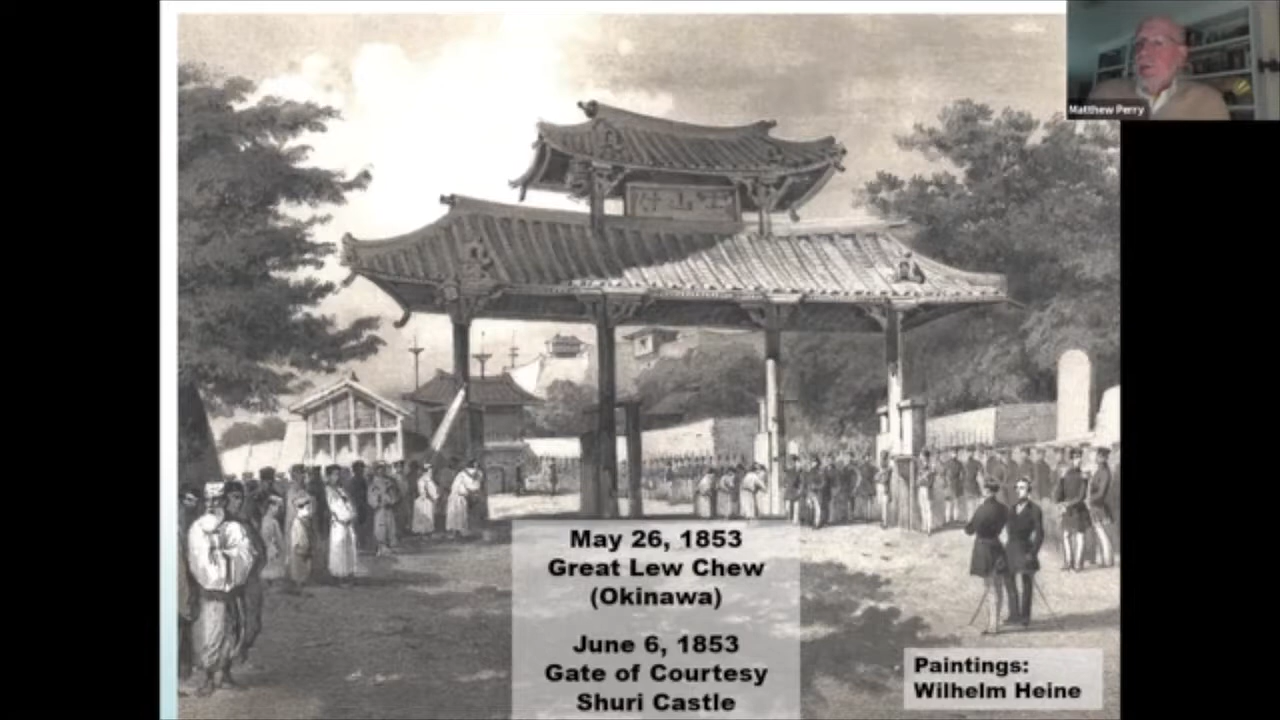 Matthew Perry
May 26, 1853
Great Lew Chew
(Okinawa)
June 6, 1853
Gate of Courtesy
Shuri Castle
Paintings:
Wilhelm Heine